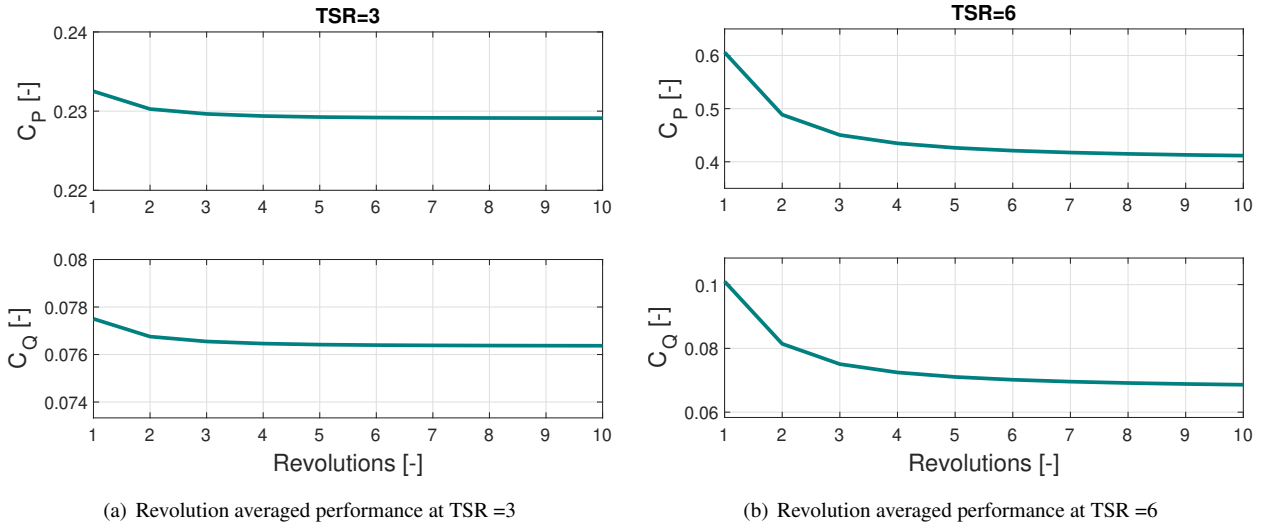 TSR=3
0.24
0.23
0.22
C_P [-]
1 2 3 4 5 6 7 8 9 10
0.08
0.078
0.076
0.074
C_Q [-]
1 2 3 4 5 6 7 8 9 10
Revolutions [-]
(a) Revolution averaged performance at TSR =3
TSR=6
0.6
0.5
0.4
C_P [-]
1 2 3 4 5 6 7 8 9 10
0.1
0.08
0.06
C_Q [-]
1 2 3 4 5 6 7 8 9 10
Revolutions [-]
(b) Revolution averaged performance at TSR =6